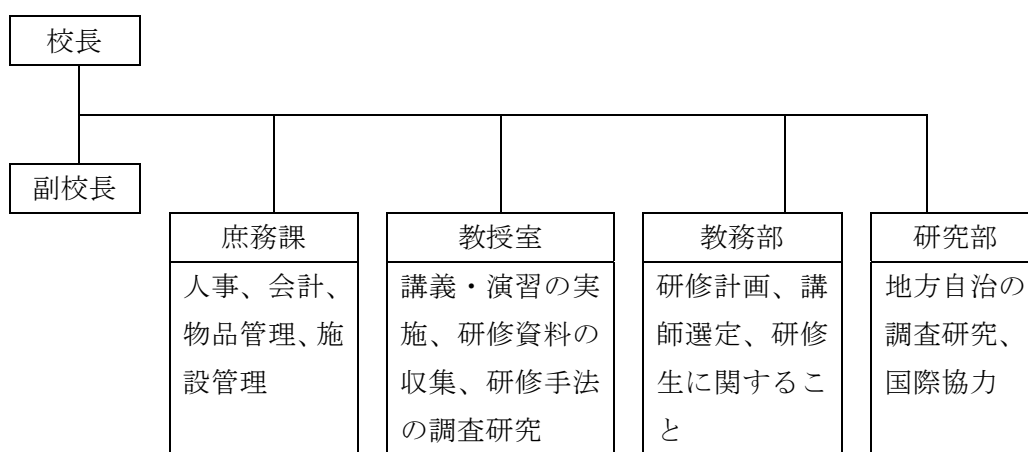 校長
副校長
庶務課
人事、会計、
物品管理、施
設管理
教授室
講義・演習の実
施、研修資料の
収集、研修手法
の調査研究
教務部
研修計画、講
師選定、研修
生に関するこ
と
研究部
地方自治の
調査研究、
国際協力